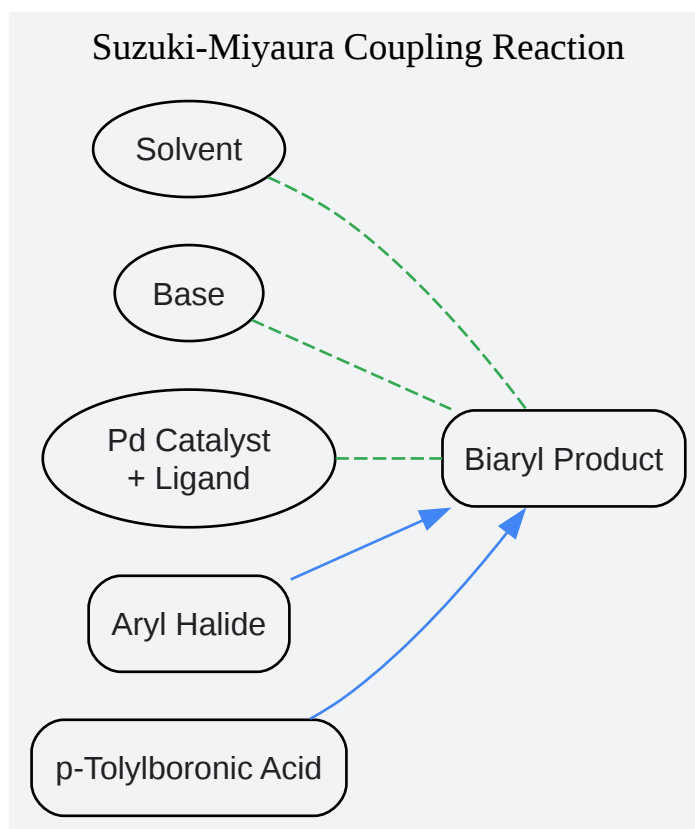 Suzuki-Miyaura Coupling Reaction
Solvent
Base
Pd Catalyst
+ Ligand
Biaryl Product
Aryl Halide
p-Tolylboronic Acid